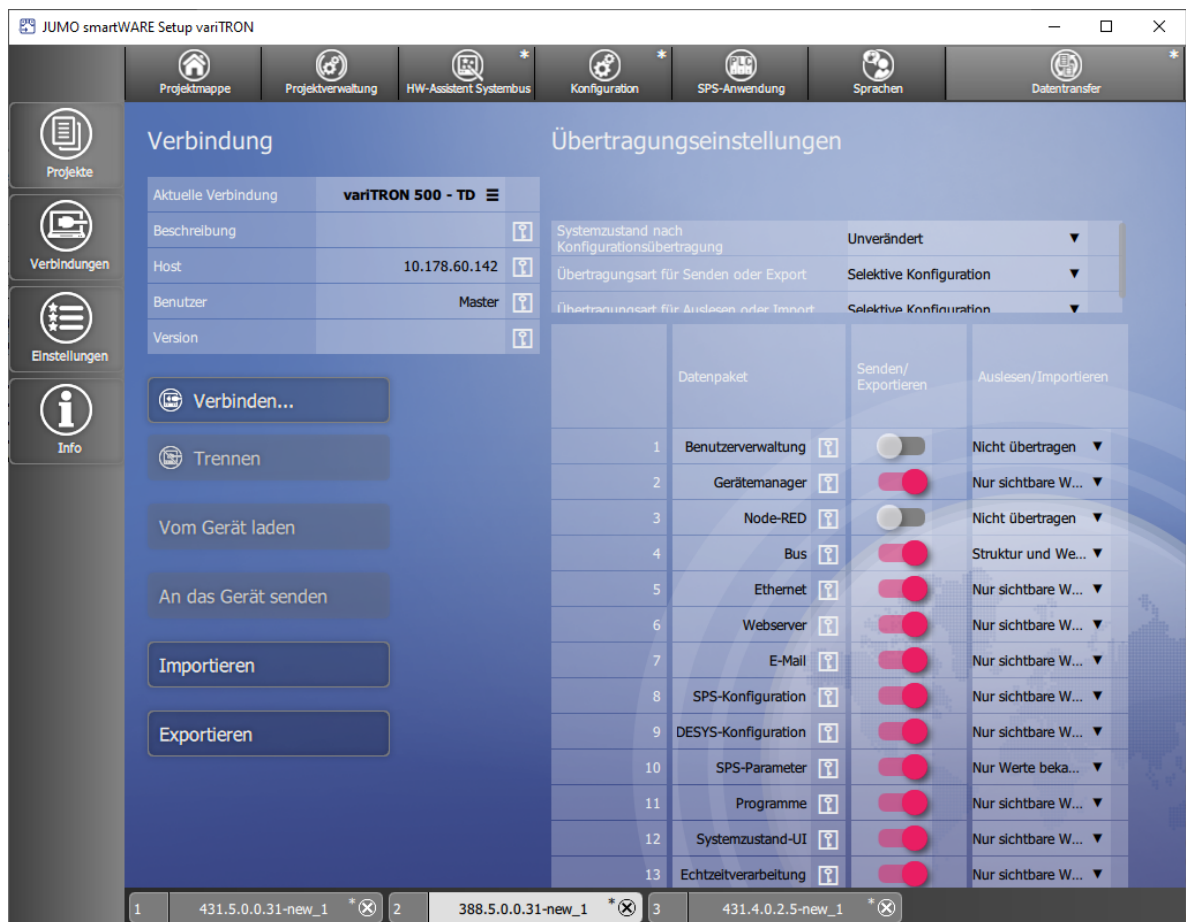 JUMO smartWARE Setup variTRON
Projektmappe
Projektverwaltung
HW-Assistent Systembus
*
Konfiguration
*
SPS-Anwendung
Sprachen
Datentransfer
*
Projekte
Verbindungen
Einstellungen
Info
Verbindung
Aktuelle Verbindung variTRON 500 - TD
Beschreibung
Host 10.178.60.142
Benutzer Master
Version
Verbinden...
Trennen
Vom Gerät laden
An das Gerät senden
Importieren
Exportieren
Übertragungseinstellungen
Systemzustand nach
Konfigurationsübertragung
Unverändert
Übertragungsart für Senden oder Export Selektive Konfiguration
Übertragungsart für Auslesen oder Import Selektive Konfiguration
Datenpaket
Senden/
Exportieren
Auslesen/Importieren
1 Benutzerverwaltung Nicht übertragen
2 Gerätemanager Nur sichtbare W...
3 Node-RED Nicht übertragen
4 Bus Struktur und We...
5 Ethernet Nur sichtbare W...
6 Webserver Nur sichtbare W...
7 E-Mail Nur sichtbare W...
8 SPS-Konfiguration Nur sichtbare W...
9 DESYS-Konfiguration Nur sichtbare W...
10 SPS-Parameter Nur Werte beka...
11 Programme Nur sichtbare W...
12 Systemzustand-UI Nur sichtbare W...
13 Echtzeitverarbeitung Nur sichtbare W...
1 431.5.0.0.31-new_1 *
2 388.5.0.0.31-new_1 *
3 431.4.0.2.5-new_1 *